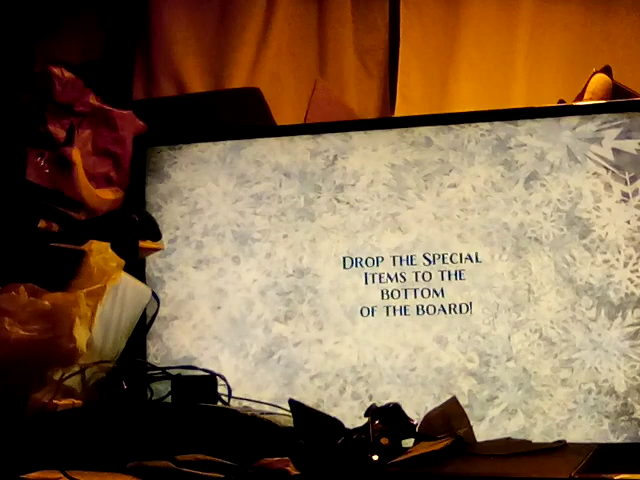 Drop the Special
Items to the
bottom
of the board!